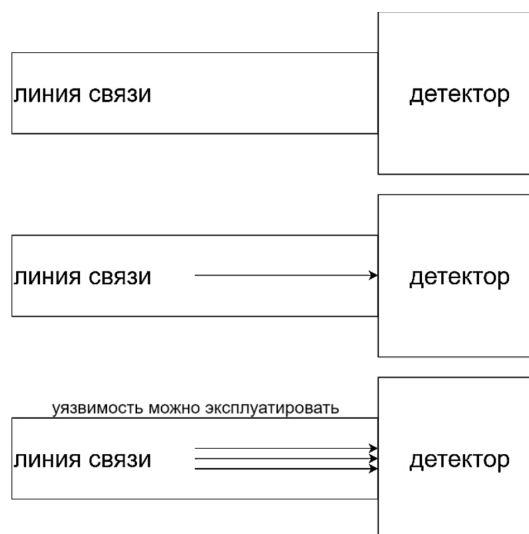 линия связи
детектор
линия связи
детектор
уязвимость можно эксплуатировать
линия связи
детектор